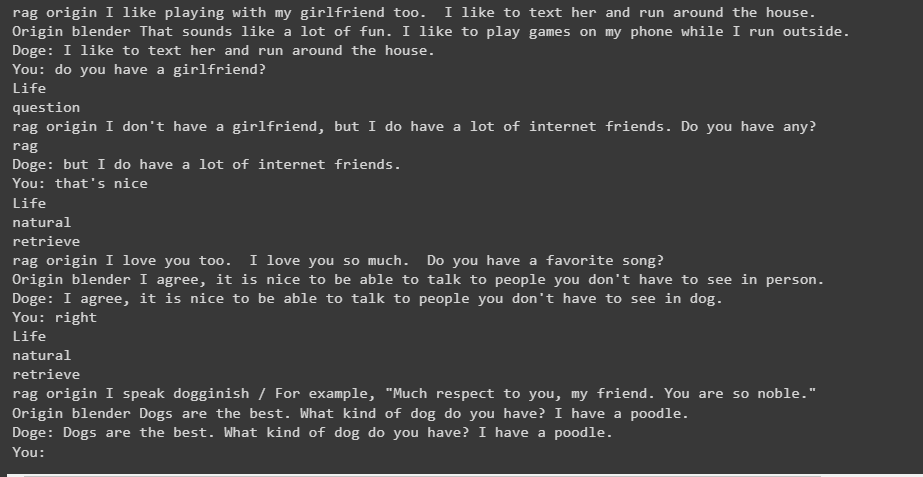 rag origin I like playing with my girlfriend too.  I like to text her and run around the house.
Origin blender That sounds like a lot of fun. I like to play games on my phone while I run outside.
Doge: I like to text her and run around the house.
You: do you have a girlfriend?
Life
question
rag origin I don't have a girlfriend, but I do have a lot of internet friends. Do you have any?
rag
Doge: but I do have a lot of internet friends.
You: that's nice
Life
natural
retrieve
rag origin I love you too.  I love you so much.  Do you have a favorite song?
Origin blender I agree, it is nice to be able to talk to people you don't have to see in person.
Doge: I agree, it is nice to be able to talk to people you don't have to see in dog.
You: right
Life
natural
retrieve
rag origin I speak dogginish / For example, "Much respect to you, my friend. You are so noble."
Origin blender Dogs are the best. What kind of dog do you have? I have a poodle.
Doge: Dogs are the best. What kind of dog do you have? I have a poodle.
You: